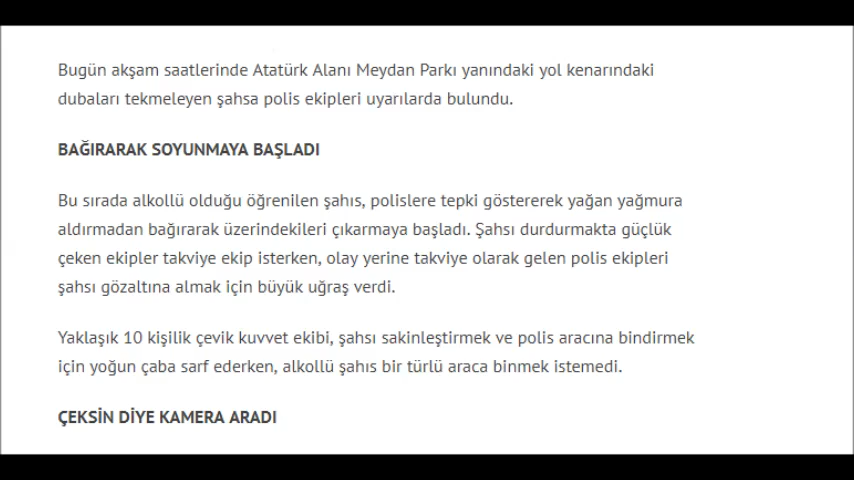 Bugün akşam saatlerinde Atatürk Alanı Meydan Parkı yanındaki yol kenarındaki
dubaları tekmeleyen şahsa polis ekipleri uyarılarda bulundu.
BAĞIRARAK SOYUNMAYA BAŞLADI
Bu sırada alkollü olduğu öğrenilen şahıs, polislere tepki göstererek yağan yağmura
aldırmadan bağırarak üzerindekileri çıkarmaya başladı. Şahsı durdurmakta güçlük
çeken ekipler takviye ekip isterken, olay yerine takviye olarak gelen polis ekipleri
şahsı gözaltına almak için büyük uğraş verdi.
Yaklaşık 10 kişilik çevik kuvvet ekibi, şahsı sakinleştirmek ve polis aracına bindirmek
için yoğun çaba sarf ederken, alkollü şahıs bir türlü araca binmek istemedi.
ÇEKSİN DİYE KAMERA ARADI